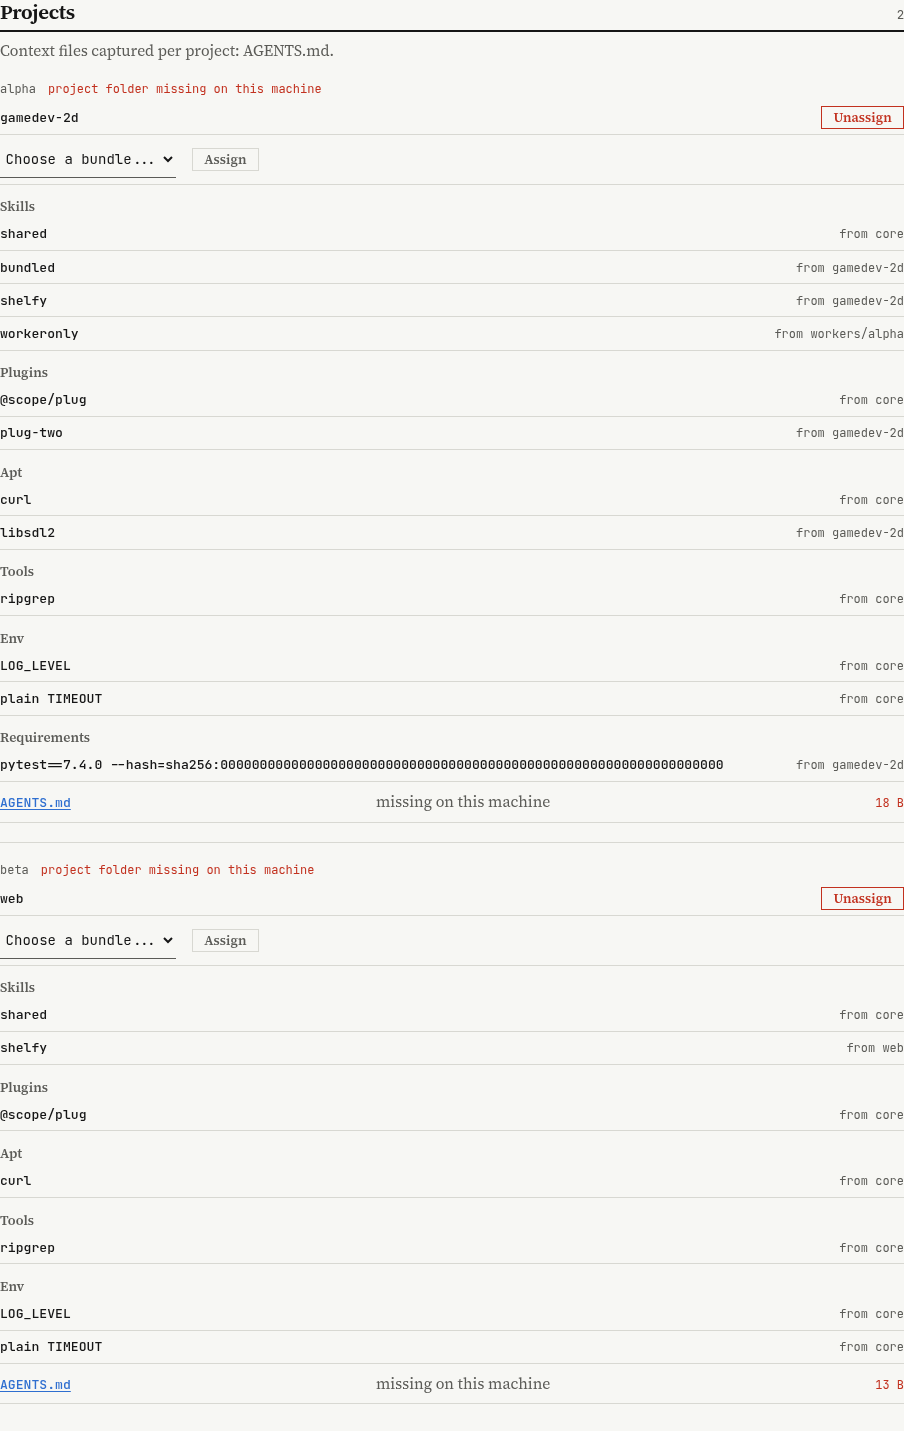 Projects 2
Context files captured per project: AGENTS.md.
alpha project folder missing on this machine
gamedev-2d Unassign
Choose a bundle... Assign
Skills
shared from core
bundled from gamedev-2d
shelfy from gamedev-2d
workeronly from workers/alpha
Plugins
@scope/plug from core
plug-two from gamedev-2d
Apt
curl from core
libsdl2 from gamedev-2d
Tools
ripgrep from core
Env
LOG_LEVEL from core
plain TIMEOUT from core
Requirements
pytest==7.4.0 --hash=sha256:0000000000000000000000000000000000000000000000000000000000000000 from gamedev-2d
AGENTS.md missing on this machine 18 B
beta project folder missing on this machine
web Unassign
Choose a bundle... Assign
Skills
shared from core
shelfy from web
Plugins
@scope/plug from core
Apt
curl from core
Tools
ripgrep from core
Env
LOG_LEVEL from core
plain TIMEOUT from core
AGENTS.md missing on this machine 13 B